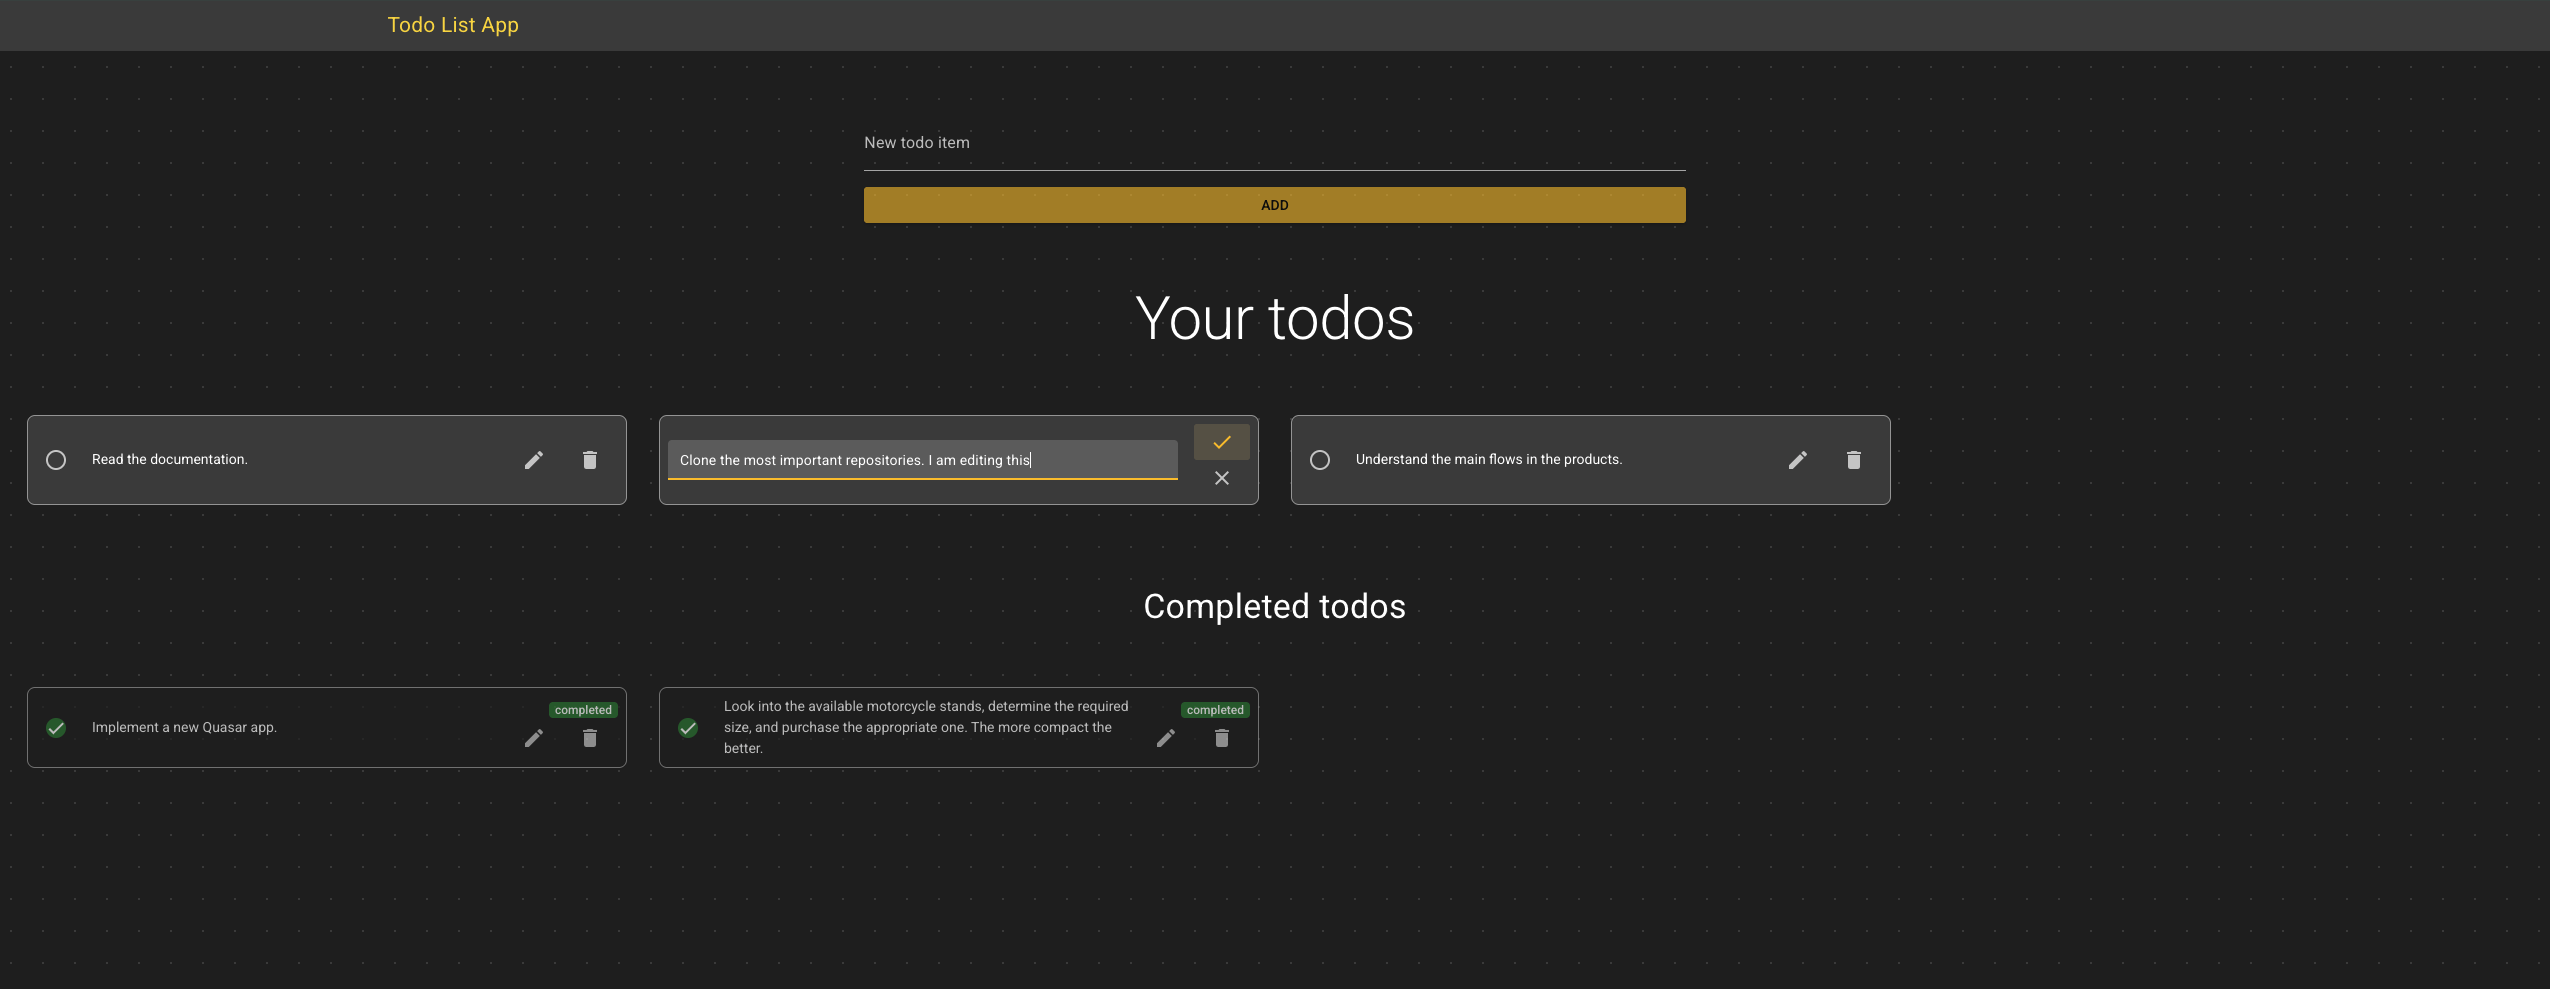 Todo List App
New todo item
ADD
Your todos
Read the documentation.
Clone the most important repositories. I am editing this
Understand the main flows in the products.
Completed todos
completed
Implement a new Quasar app.
completed
Look into the available motorcycle stands, determine the required
size, and purchase the appropriate one. The more compact the
better.